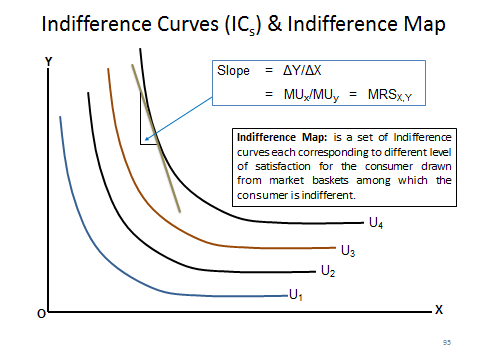 Indifference Curves (ICs) & Indifference Map
Y
Slope = ΔY/ΔX
= MUx/MUy = MRSX,Y
Indifference Map: is a set of Indifference
curves each corresponding to different level
of satisfaction for the consumer drawn
from market baskets among which the
consumer is indifferent.
U4
U3
U2
U1
O
X
95